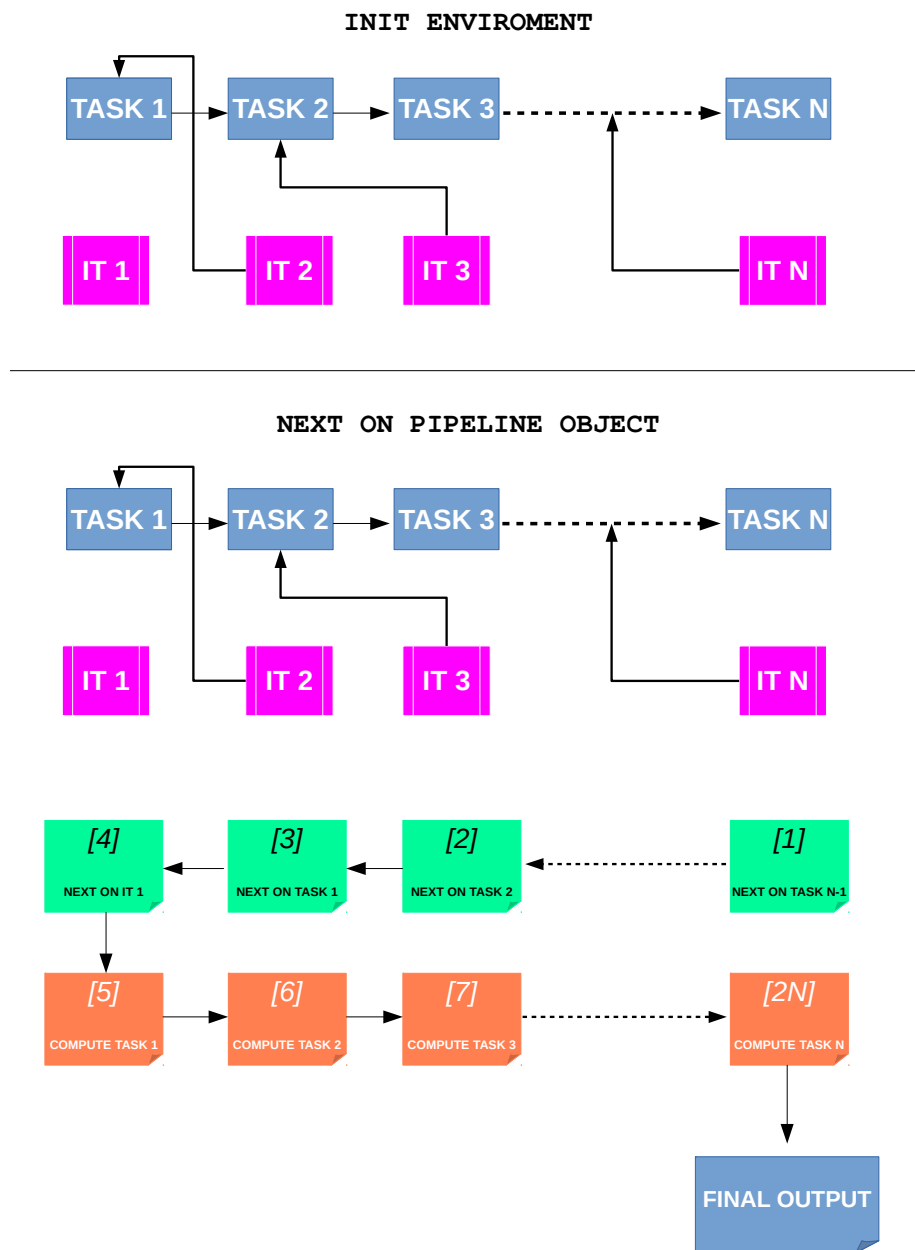 INIT ENVIROMENT
TASK 1
TASK 2
TASK 3
TASK N
IT 1
IT 2
IT 3
IT N
NEXT ON PIPELINE OBJECT
TASK 1
TASK 2
TASK 3
TASK N
IT 1
IT 2
IT 3
IT N
[4]
NEXT ON IT 1
[3]
NEXT ON TASK 1
[2]
NEXT ON TASK 2
[1]
NEXT ON TASK N-1
[5]
COMPUTE TASK 1
[6]
COMPUTE TASK 2
[7]
COMPUTE TASK 3
[2N]
COMPUTE TASK N
FINAL OUTPUT